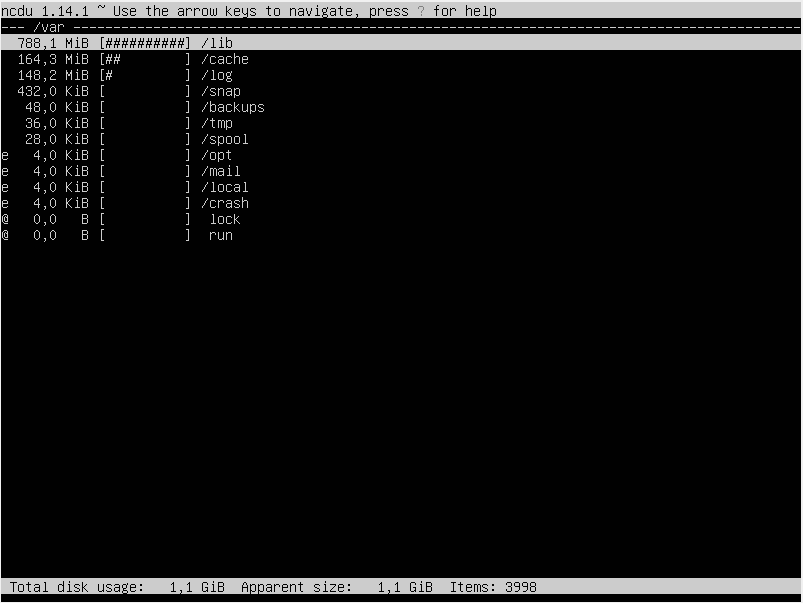 ncdu 1.14.1 ~ Use the arrow keys to navigate, press ? for help
--- /var ----------------------------------------------------------------------------------------
  788,1 MiB [##########] /lib
  164,3 MiB [##        ] /cache
  148,2 MiB [#         ] /log
  432,0 KiB [          ] /snap
   48,0 KiB [          ] /backups
   36,0 KiB [          ] /tmp
   28,0 KiB [          ] /spool
e   4,0 KiB [          ] /opt
e   4,0 KiB [          ] /mail
e   4,0 KiB [          ] /local
e   4,0 KiB [          ] /crash
@   0,0   B [          ]  lock
@   0,0   B [          ]  run
 Total disk usage:   1,1 GiB  Apparent size:   1,1 GiB  Items: 3998